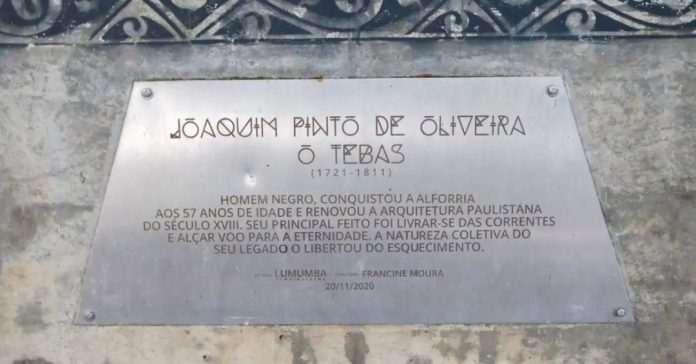 JOAQUIM PINTO DE OLIVEIRA
O TEBAS
(1721-1811)
HOMEM NEGRO, CONQUISTOU A ALFORRIA
AOS 57 ANOS DE IDADE E RENOVOU A ARQUITETURA PAULISTANA
DO SÉCULO XVIII. SEU PRINCIPAL FEITO FOI LIVRAR-SE DAS CORRENTES
E ALÇAR VOO PARA A ETERNIDADE. A NATUREZA COLETIVA DO
SEU LEGADO O LIBERTOU DO ESQUECIMENTO.
LUMUMBA FRANCINE MOURA
20/11/2020